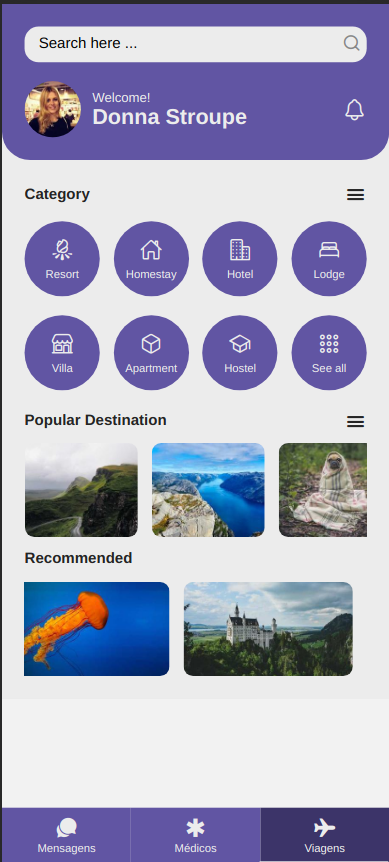 Search here ...
Welcome!
Donna Stroupe
Category
Resort
Homestay
Hotel
Lodge
Villa
Apartment
Hostel
See all
Popular Destination
Recommended
Mensagens
Médicos
Viagens